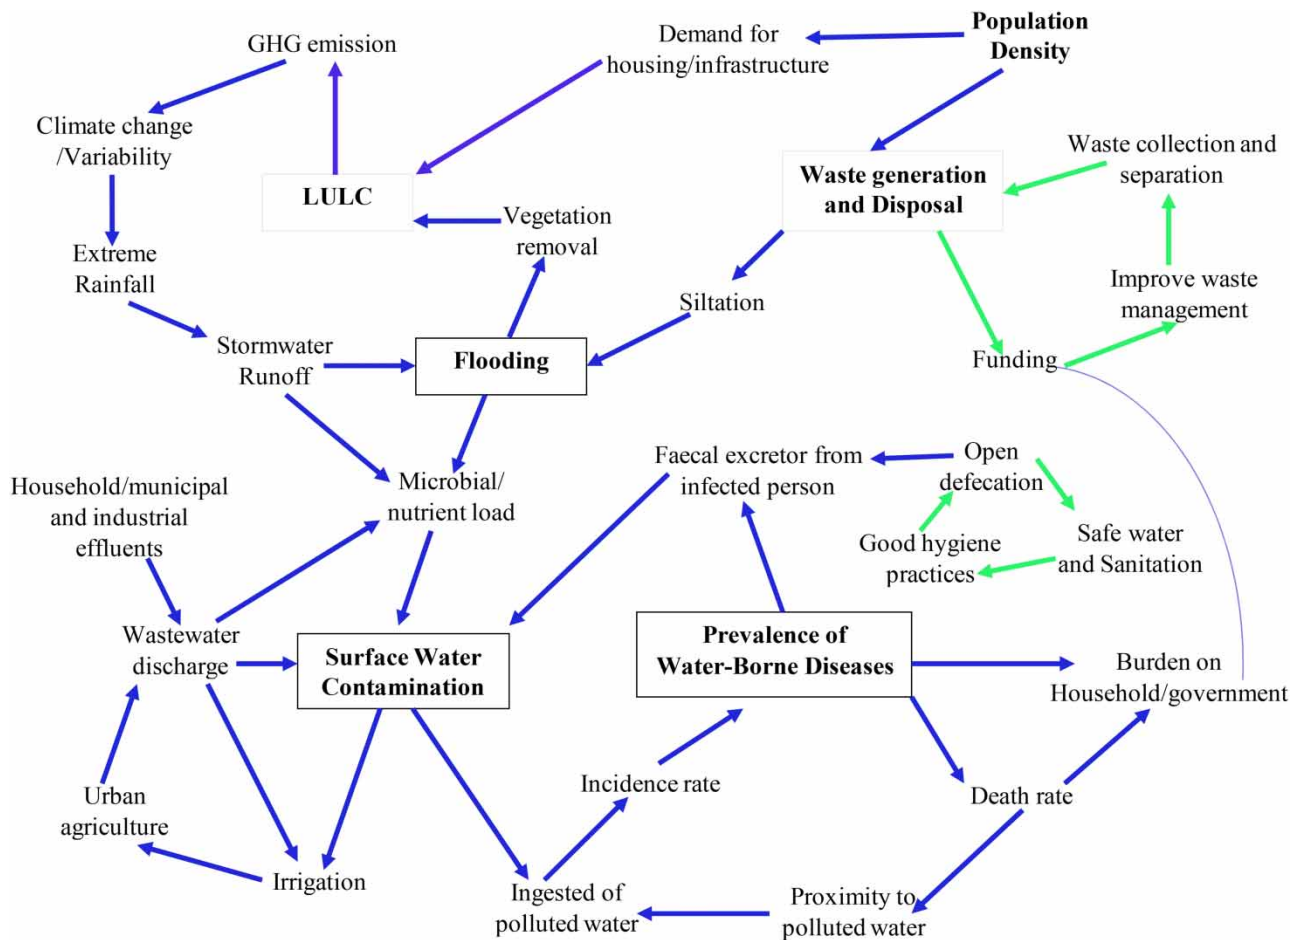 Population
Density
GHG emission
Demand for
housing/infrastructure
Climate change
/Variability
Waste collection and
separation
Waste generation
and Disposal
LULC
Vegetation
removal
Extreme
Rainfall
Siltation
Improve waste
management
Stormwater
Runoff
Flooding
Funding
Faecal excretor from
infected person
Open
defecation
Household/municipal
and industrial
effluents
Microbial/
nutrient load
Good hygiene
practices
Safe water
and Sanitation
Wastewater
discharge
Surface Water
Contamination
Prevalence of
Water-Borne Diseases
Burden on
Household/government
Urban
agriculture
Incidence rate
Death rate
Irrigation
Ingested of
polluted water
Proximity to
polluted water